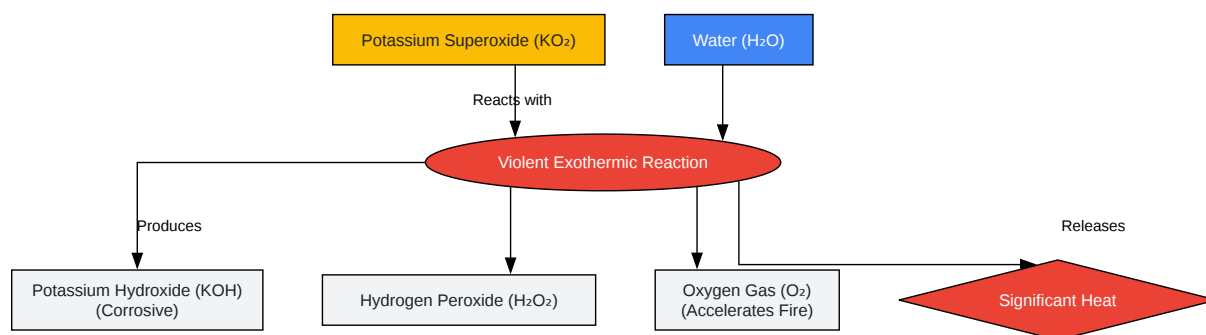 Potassium Superoxide (KO₂)
Water (H₂O)
Reacts with
Violent Exothermic Reaction
Produces
Releases
Potassium Hydroxide (KOH)
(Corrosive)
Hydrogen Peroxide (H₂O₂)
Oxygen Gas (O₂)
(Accelerates Fire)
Significant Heat